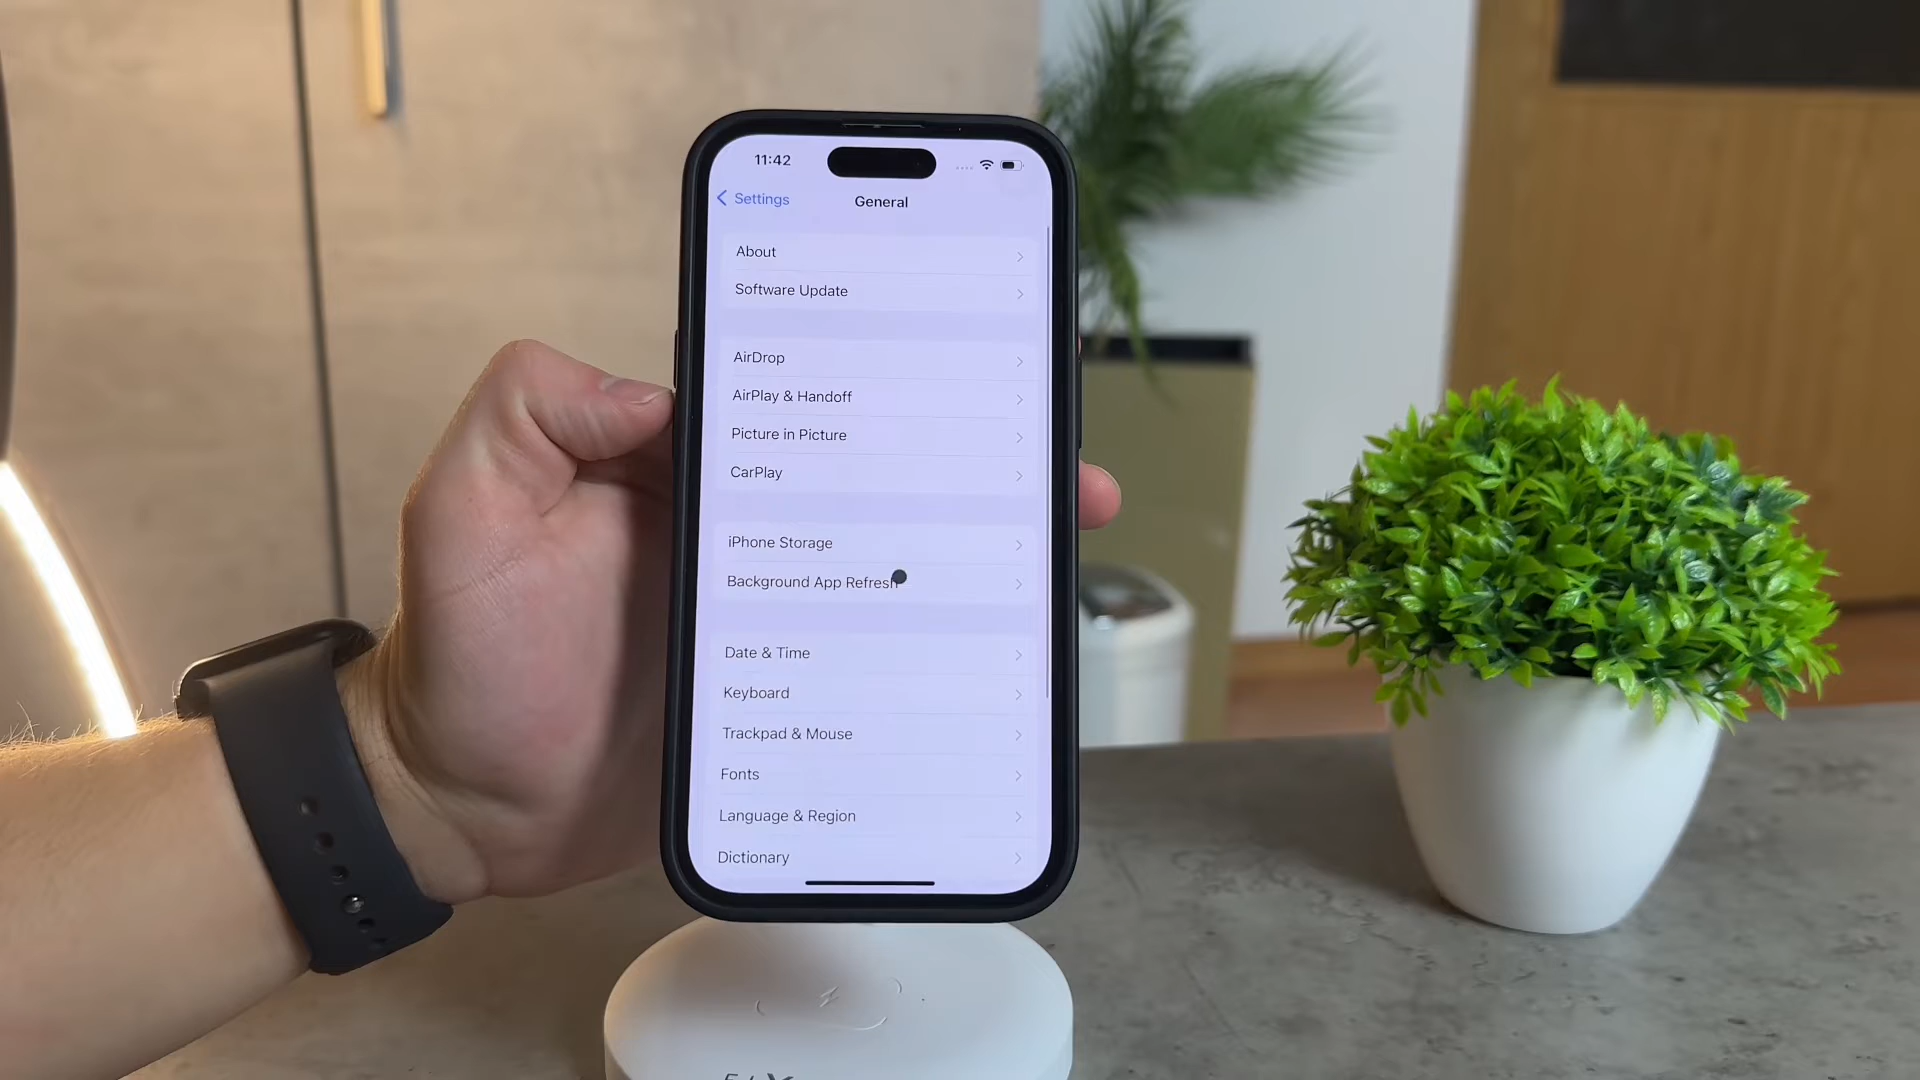 11:42
Settings
General
About
Software Update
AirDrop
AirPlay & Handoff
Picture in Picture
CarPlay
iPhone Storage
Background App Refresh
Date & Time
Keyboard
Trackpad & Mouse
Fonts
Language & Region
Dictionary